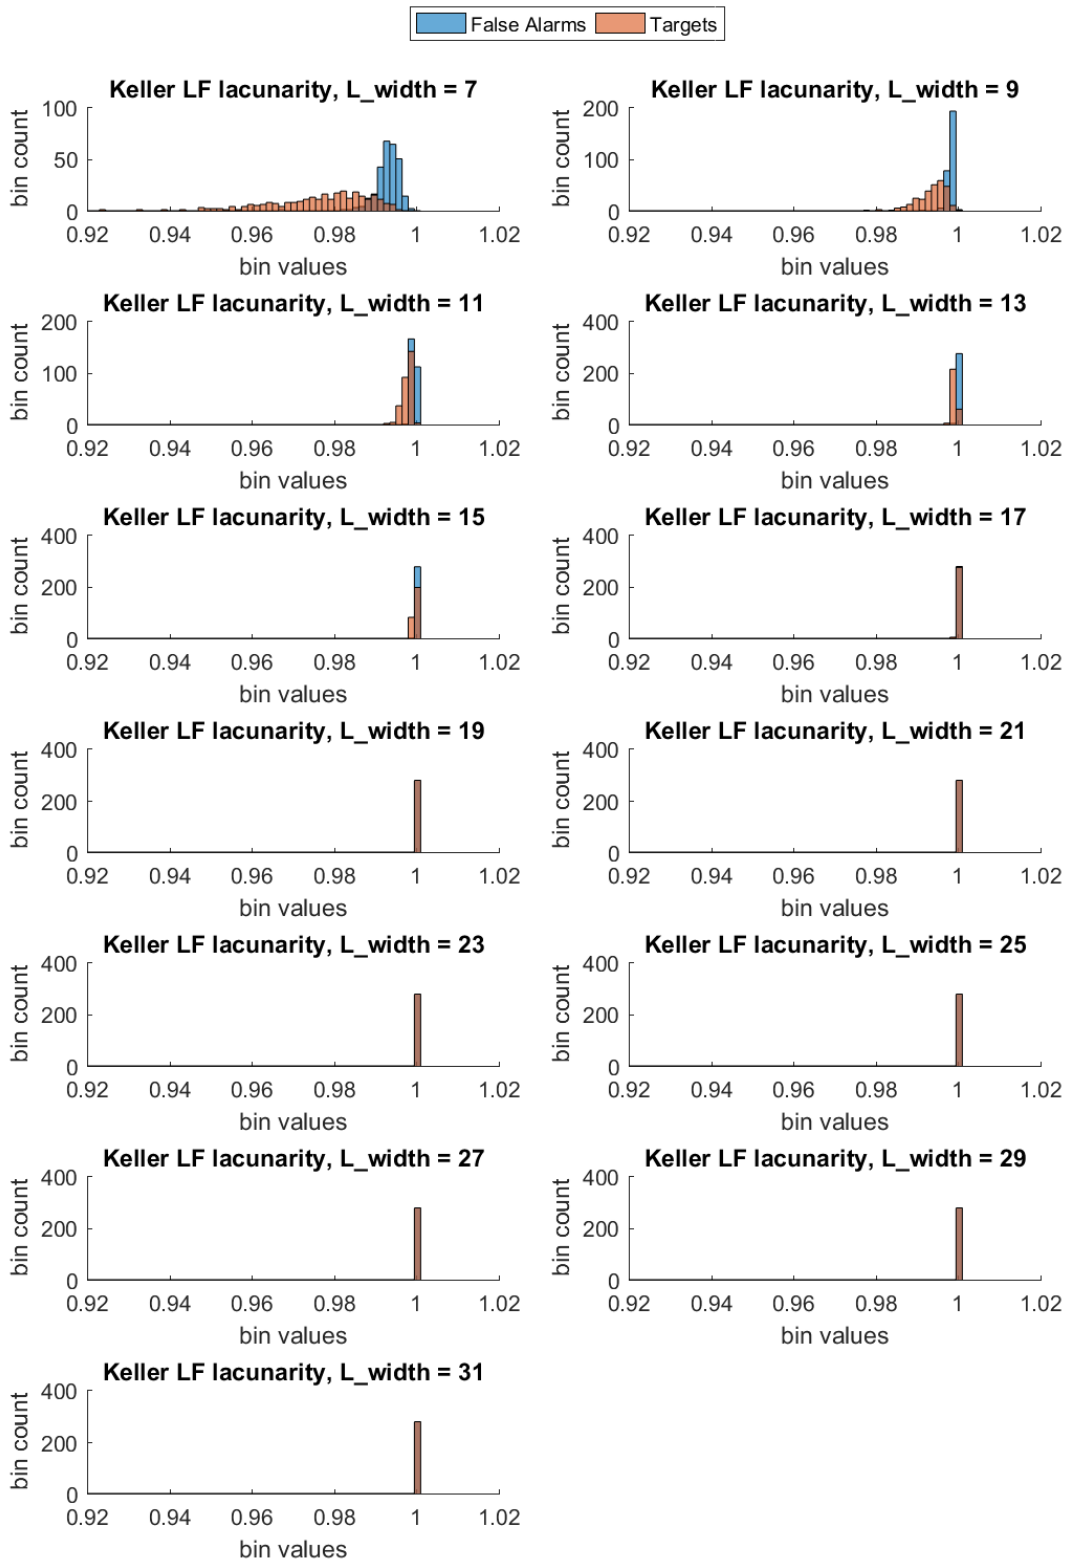 False Alarms Targets
Keller LF lacunarity, L_width = 7
bin count
100
50
0
0.92 0.94 0.96 0.98 1 1.02
bin values
Keller LF lacunarity, L_width = 9
bin count
200
100
0
0.92 0.94 0.96 0.98 1 1.02
bin values
Keller LF lacunarity, L_width = 11
bin count
200
100
0
0.92 0.94 0.96 0.98 1 1.02
bin values
Keller LF lacunarity, L_width = 13
bin count
400
200
0
0.92 0.94 0.96 0.98 1 1.02
bin values
Keller LF lacunarity, L_width = 15
bin count
400
200
0
0.92 0.94 0.96 0.98 1 1.02
bin values
Keller LF lacunarity, L_width = 17
bin count
400
200
0
0.92 0.94 0.96 0.98 1 1.02
bin values
Keller LF lacunarity, L_width = 19
bin count
400
200
0
0.92 0.94 0.96 0.98 1 1.02
bin values
Keller LF lacunarity, L_width = 21
bin count
400
200
0
0.92 0.94 0.96 0.98 1 1.02
bin values
Keller LF lacunarity, L_width = 23
bin count
400
200
0
0.92 0.94 0.96 0.98 1 1.02
bin values
Keller LF lacunarity, L_width = 25
bin count
400
200
0
0.92 0.94 0.96 0.98 1 1.02
bin values
Keller LF lacunarity, L_width = 27
bin count
400
200
0
0.92 0.94 0.96 0.98 1 1.02
bin values
Keller LF lacunarity, L_width = 29
bin count
400
200
0
0.92 0.94 0.96 0.98 1 1.02
bin values
Keller LF lacunarity, L_width = 31
bin count
400
200
0
0.92 0.94 0.96 0.98 1 1.02
bin values